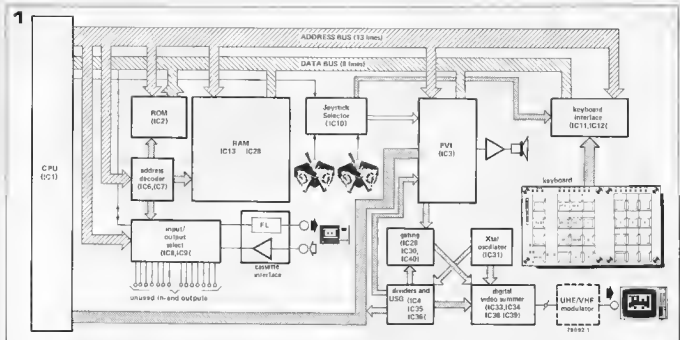 1
ADDRESS BUS (13 lines)
DATA BUS (8 lines)
CPU
(IC1)
ROM
(IC2)
RAM
IC13 IC28
Joystick
Selector
(IC10)
PVI
(IC3)
keyboard
interface
(IC11,IC12(
address
decoder
(IC6,IC7)
keyboard
input/
output
select
(IC8,IC9(
FL
cassette
interface
unused in-and outputs
gating
(IC29
IC30,
IC40)
Xtal
oscillator
(IC31)
dividers and
USG (IC4
IC35
IC36(
digital
video summer
(IC33,34
IC38 IC39)
UHF/VHF
modulator
79093 1